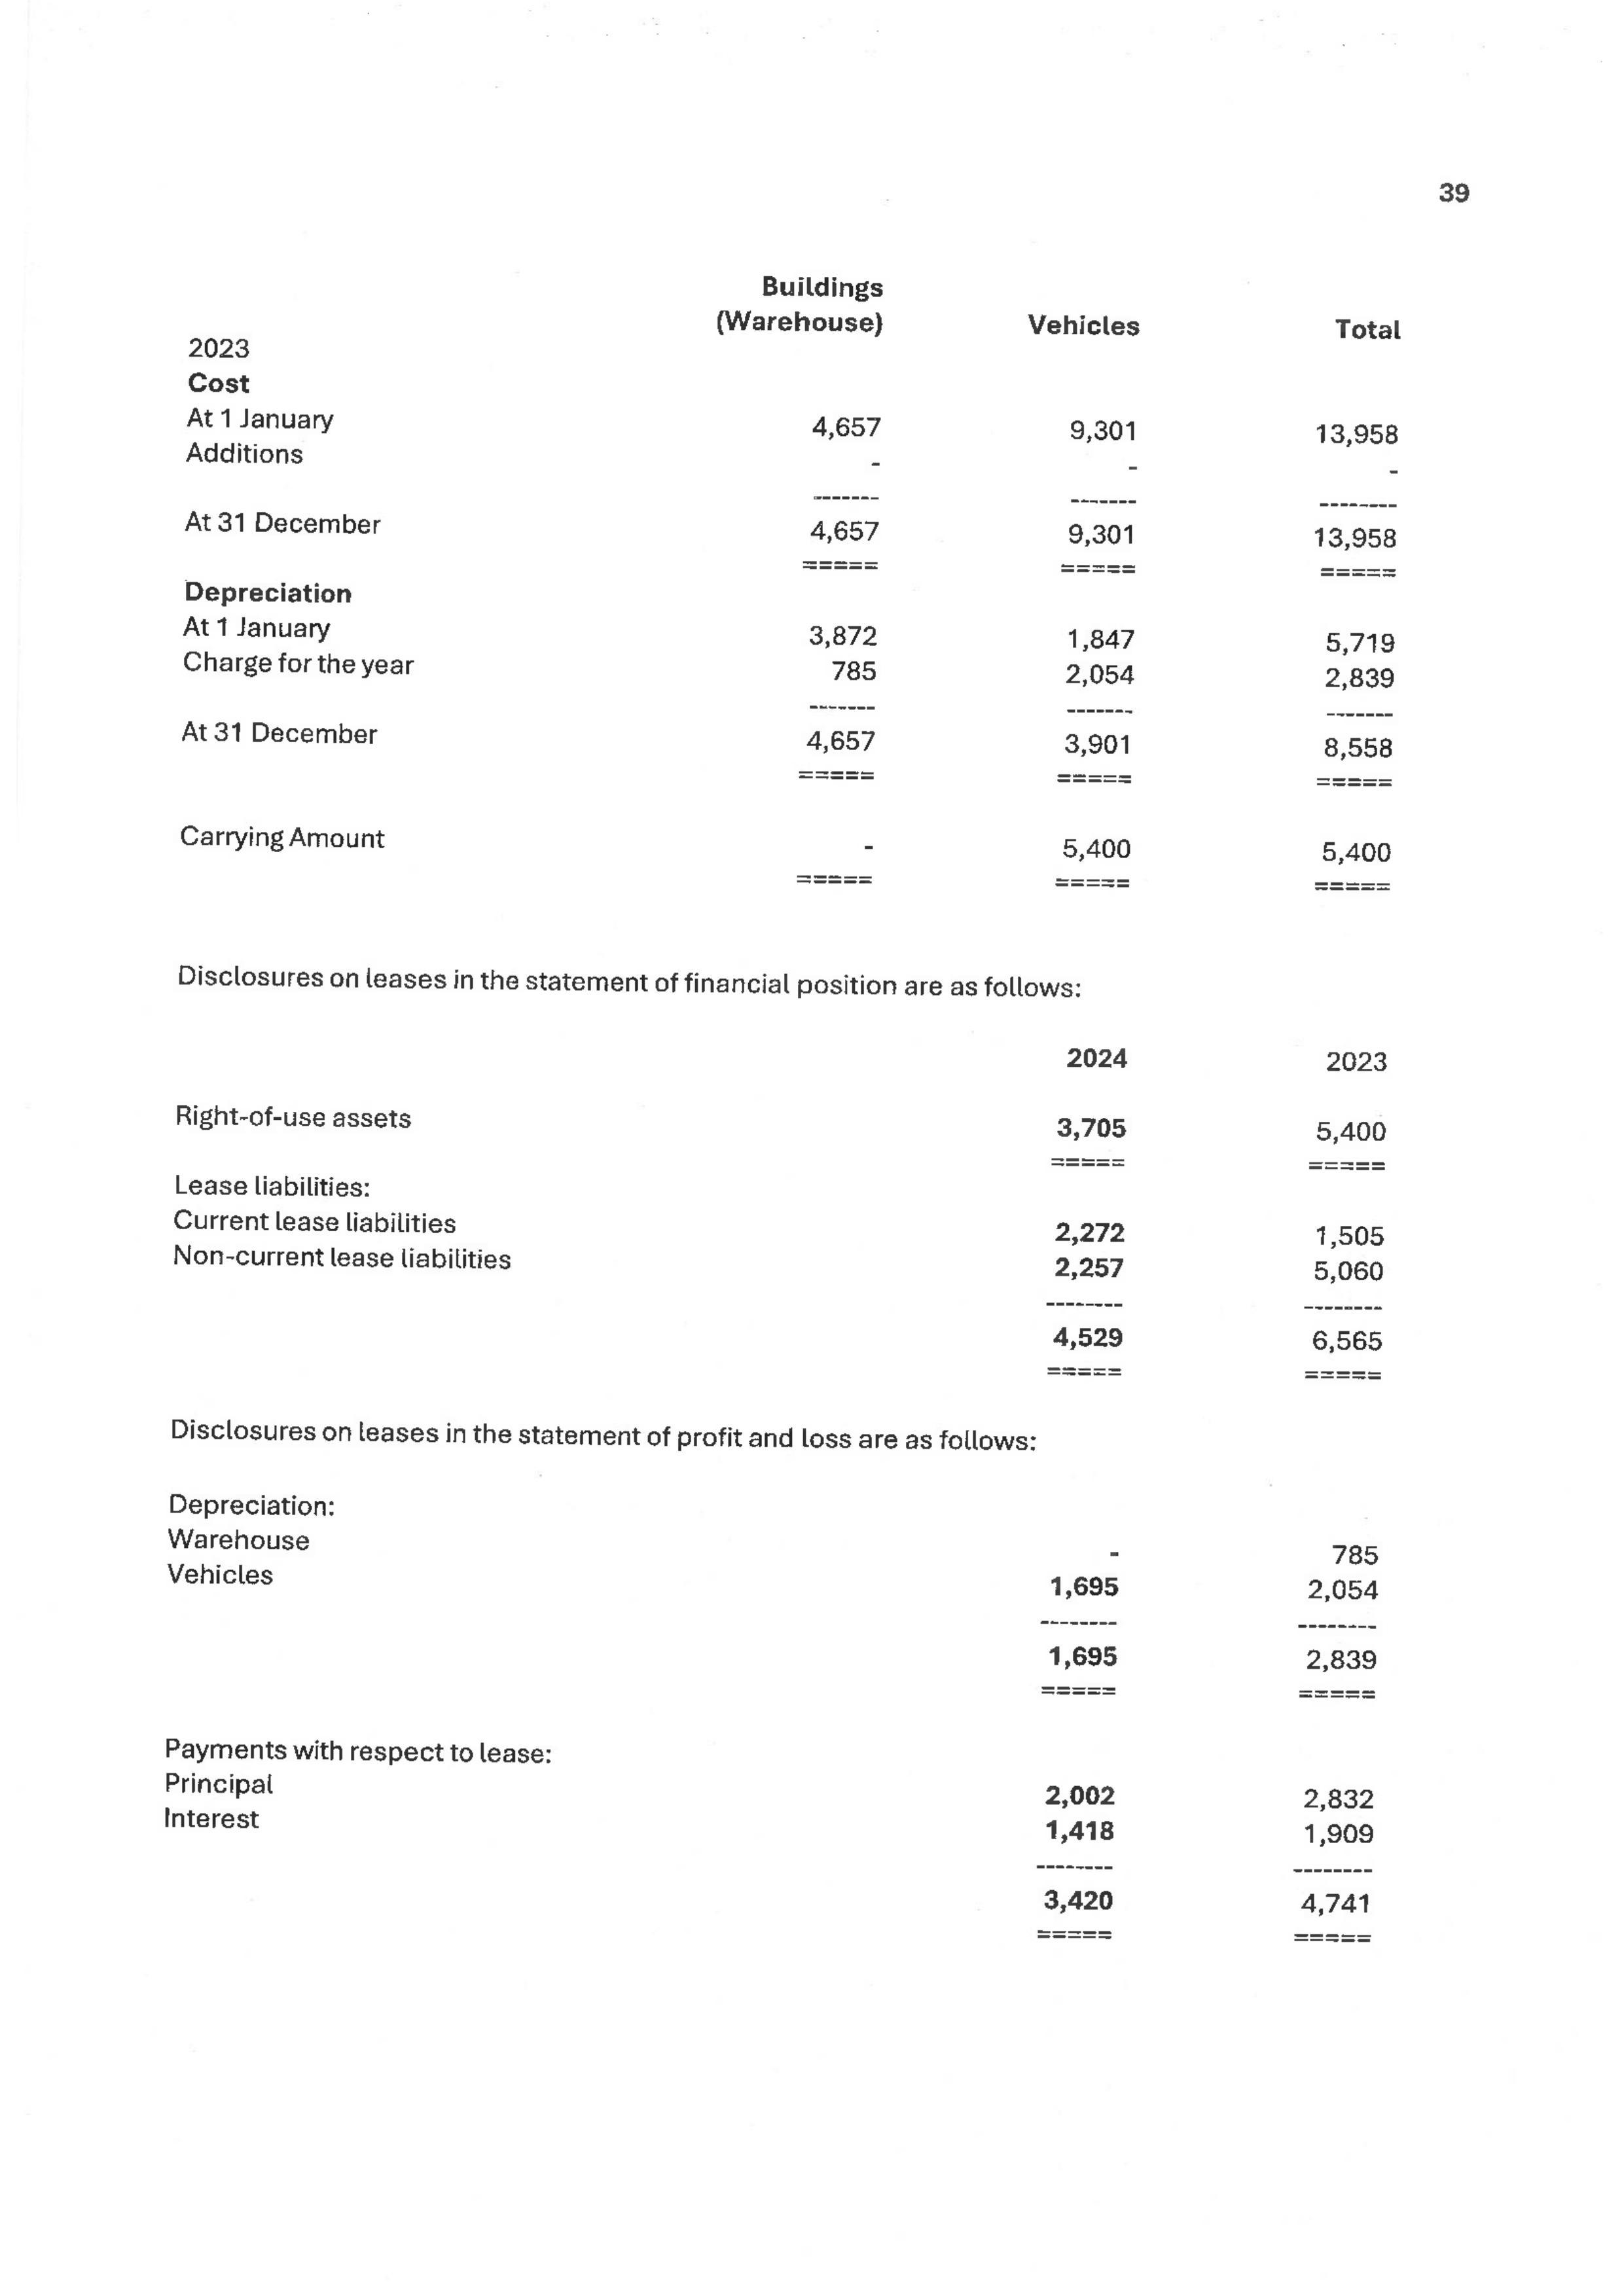 39
Buildings
(Warehouse) Vehicles Total
2023
Cost
At 1 January 4,657 9,301 13,958
Additions - - -
------- ------- --------
At 31 December 4,657 9,301 13,958
===== ===== =====
Depreciation
At 1 January 3,872 1,847 5,719
Charge for the year 785 2,054 2,839
------- ------- -------
At 31 December 4,657 3,901 8,558
===== ===== =====
Carrying Amount - 5,400 5,400
===== ===== =====
Disclosures on leases in the statement of financial position are as follows:
2024 2023
Right-of-use assets 3,705 5,400
===== =====
Lease liabilities:
Current lease liabilities 2,272 1,505
Non-current lease liabilities 2,257 5,060
-------- --------
4,529 6,565
===== =====
Disclosures on leases in the statement of profit and loss are as follows:
Depreciation:
Warehouse - 785
Vehicles 1,695 2,054
-------- --------
1,695 2,839
===== =====
Payments with respect to lease:
Principal 2,002 2,832
Interest 1,418 1,909
-------- --------
3,420 4,741
===== =====